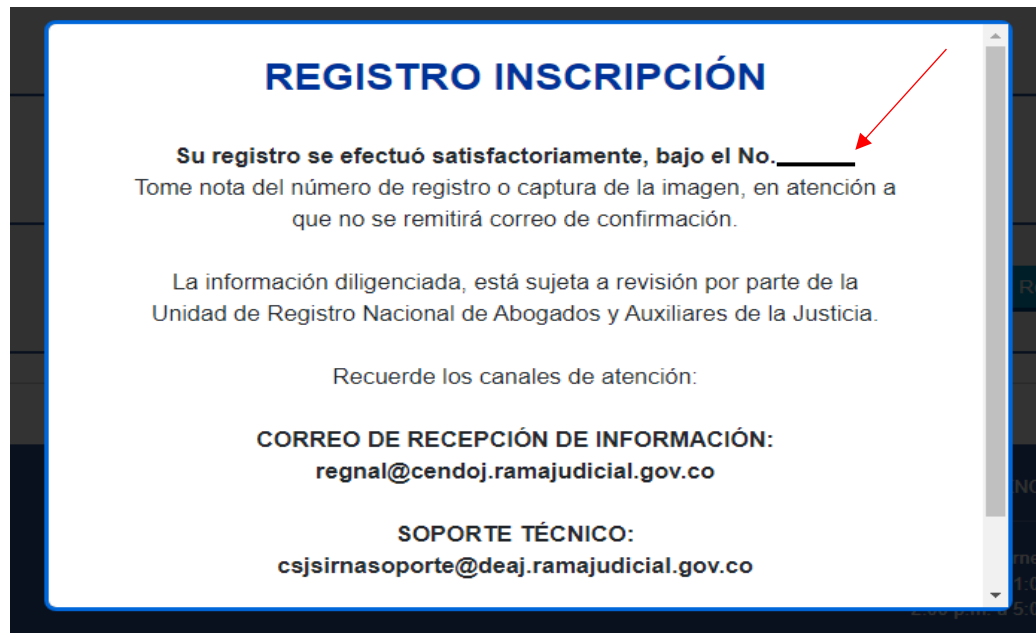 REGISTRO INSCRIPCIÓN
Su registro se efectuó satisfactoriamente, bajo el No.______
Tome nota del número de registro o captura de la imagen, en atención a
que no se remitirá correo de confirmación.
La información diligenciada, está sujeta a revisión por parte de la
Unidad de Registro Nacional de Abogados y Auxiliares de la Justicia.
Recuerde los canales de atención:
CORREO DE RECEPCIÓN DE INFORMACIÓN:
regnal@cendoj.ramajudicial.gov.co
SOPORTE TÉCNICO:
csjsirnasoporte@deaj.ramajudicial.gov.co